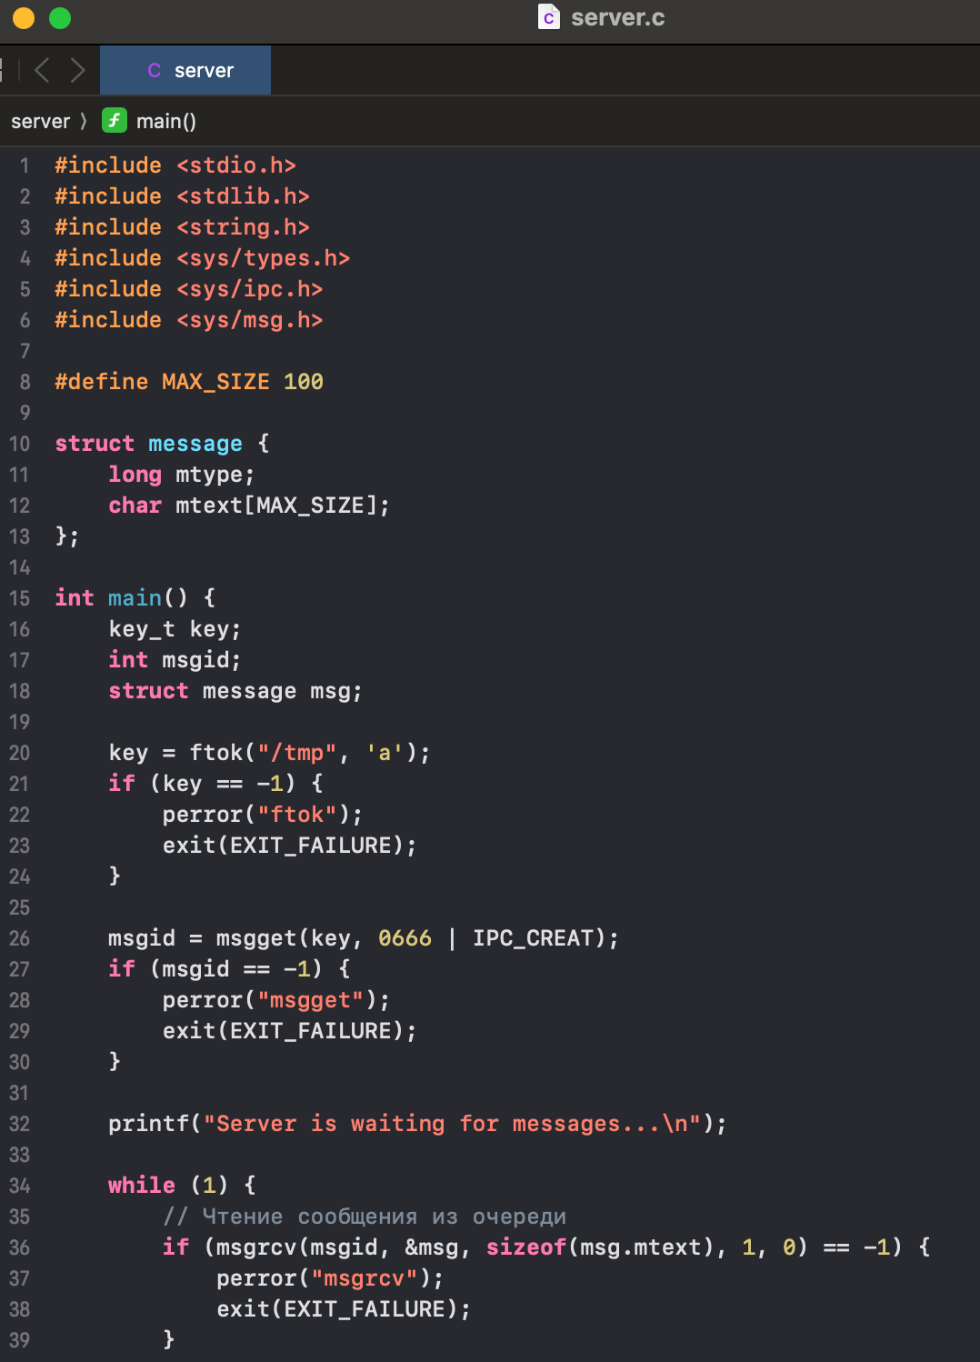 server.c
C server
server 〉 f main()
1 #include <stdio.h>
2 #include <stdlib.h>
3 #include <string.h>
4 #include <sys/types.h>
5 #include <sys/ipc.h>
6 #include <sys/msg.h>
7
8 #define MAX_SIZE 100
9
10 struct message {
11     long mtype;
12     char mtext[MAX_SIZE];
13 };
14
15 int main() {
16     key_t key;
17     int msgid;
18     struct message msg;
19
20     key = ftok("/tmp", 'a');
21     if (key == -1) {
22         perror("ftok");
23         exit(EXIT_FAILURE);
24     }
25
26     msgid = msgget(key, 0666 | IPC_CREAT);
27     if (msgid == -1) {
28         perror("msgget");
29         exit(EXIT_FAILURE);
30     }
31
32     printf("Server is waiting for messages...\n");
33
34     while (1) {
35         // Чтение сообщения из очереди
36         if (msgrcv(msgid, &msg, sizeof(msg.mtext), 1, 0) == -1) {
37             perror("msgrcv");
38             exit(EXIT_FAILURE);
39         }